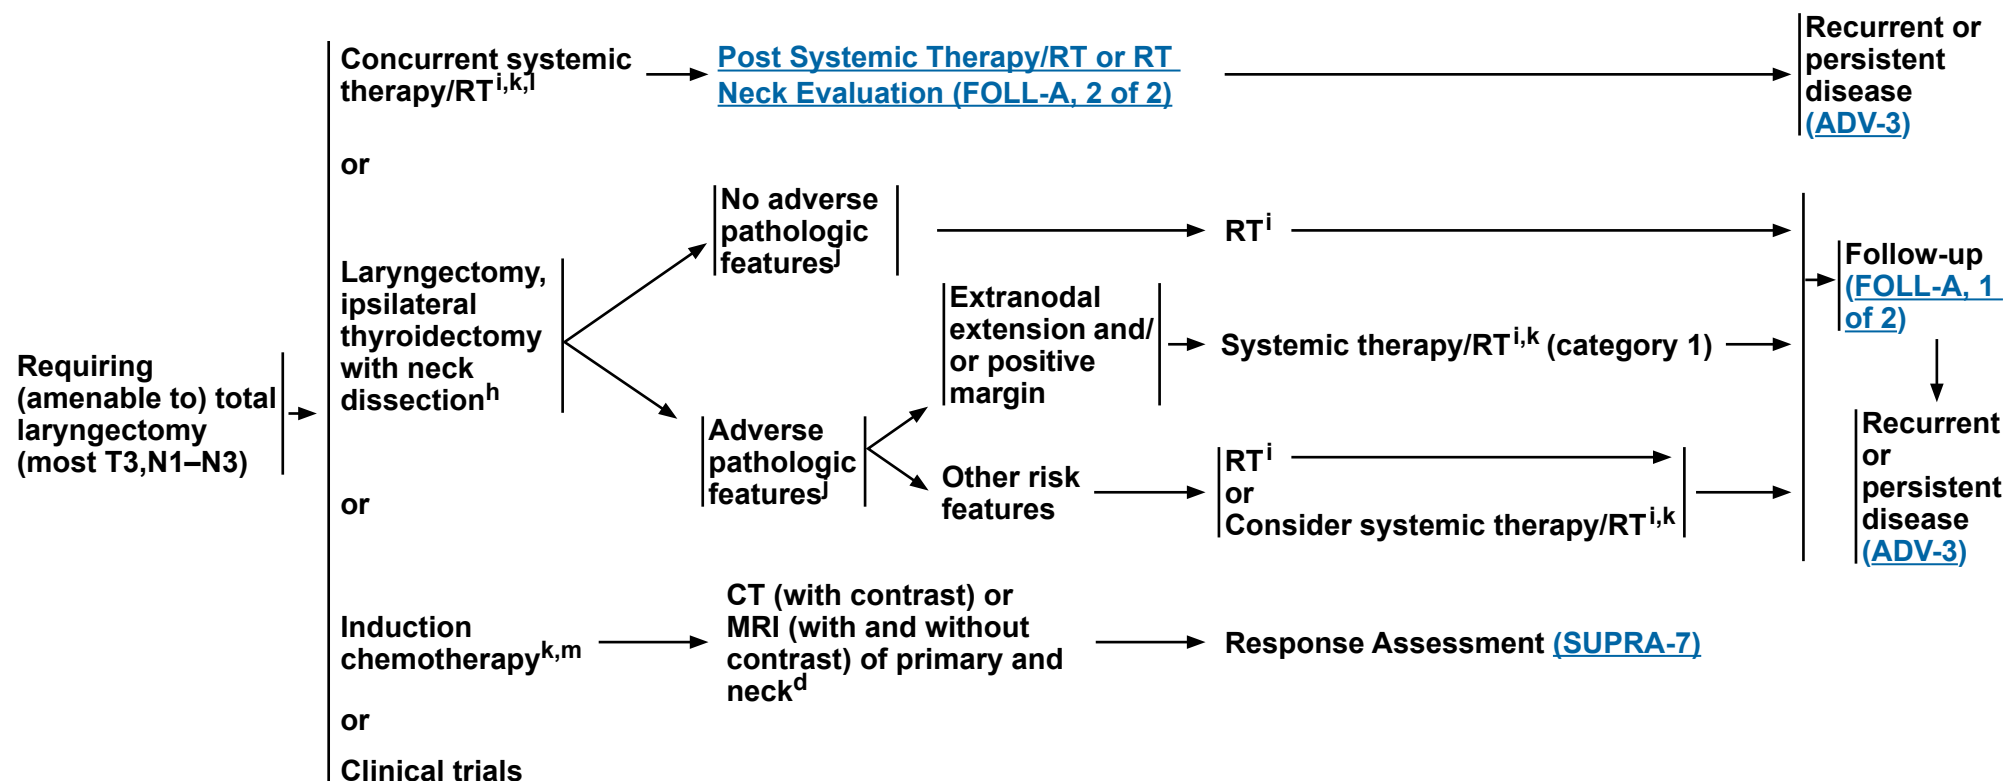 Requiring
(amenable to) total
laryngectomy
(most T3,N1–N3)
Concurrent systemic
therapy/RTi,k,l
or
Laryngectomy,
ipsilateral
thyroidectomy
with neck
dissectionh
or
Induction
chemotherapyk,m
or
Clinical trials
Post Systemic Therapy/RT or RT
Neck Evaluation (FOLL-A, 2 of 2)
Recurrent or
persistent
disease
(ADV-3)
No adverse
pathologic
featuresj
RTi
Adverse
pathologic
featuresj
Extranodal
extension and/
or positive
margin
Systemic therapy/RTi,k (category 1)
Other risk
features
RTi
or
Consider systemic therapy/RTi,k
Follow-up
(FOLL-A, 1
of 2)
Recurrent
or
persistent
disease
(ADV-3)
CT (with contrast) or
MRI (with and without
contrast) of primary and
neckd
Response Assessment (SUPRA-7)